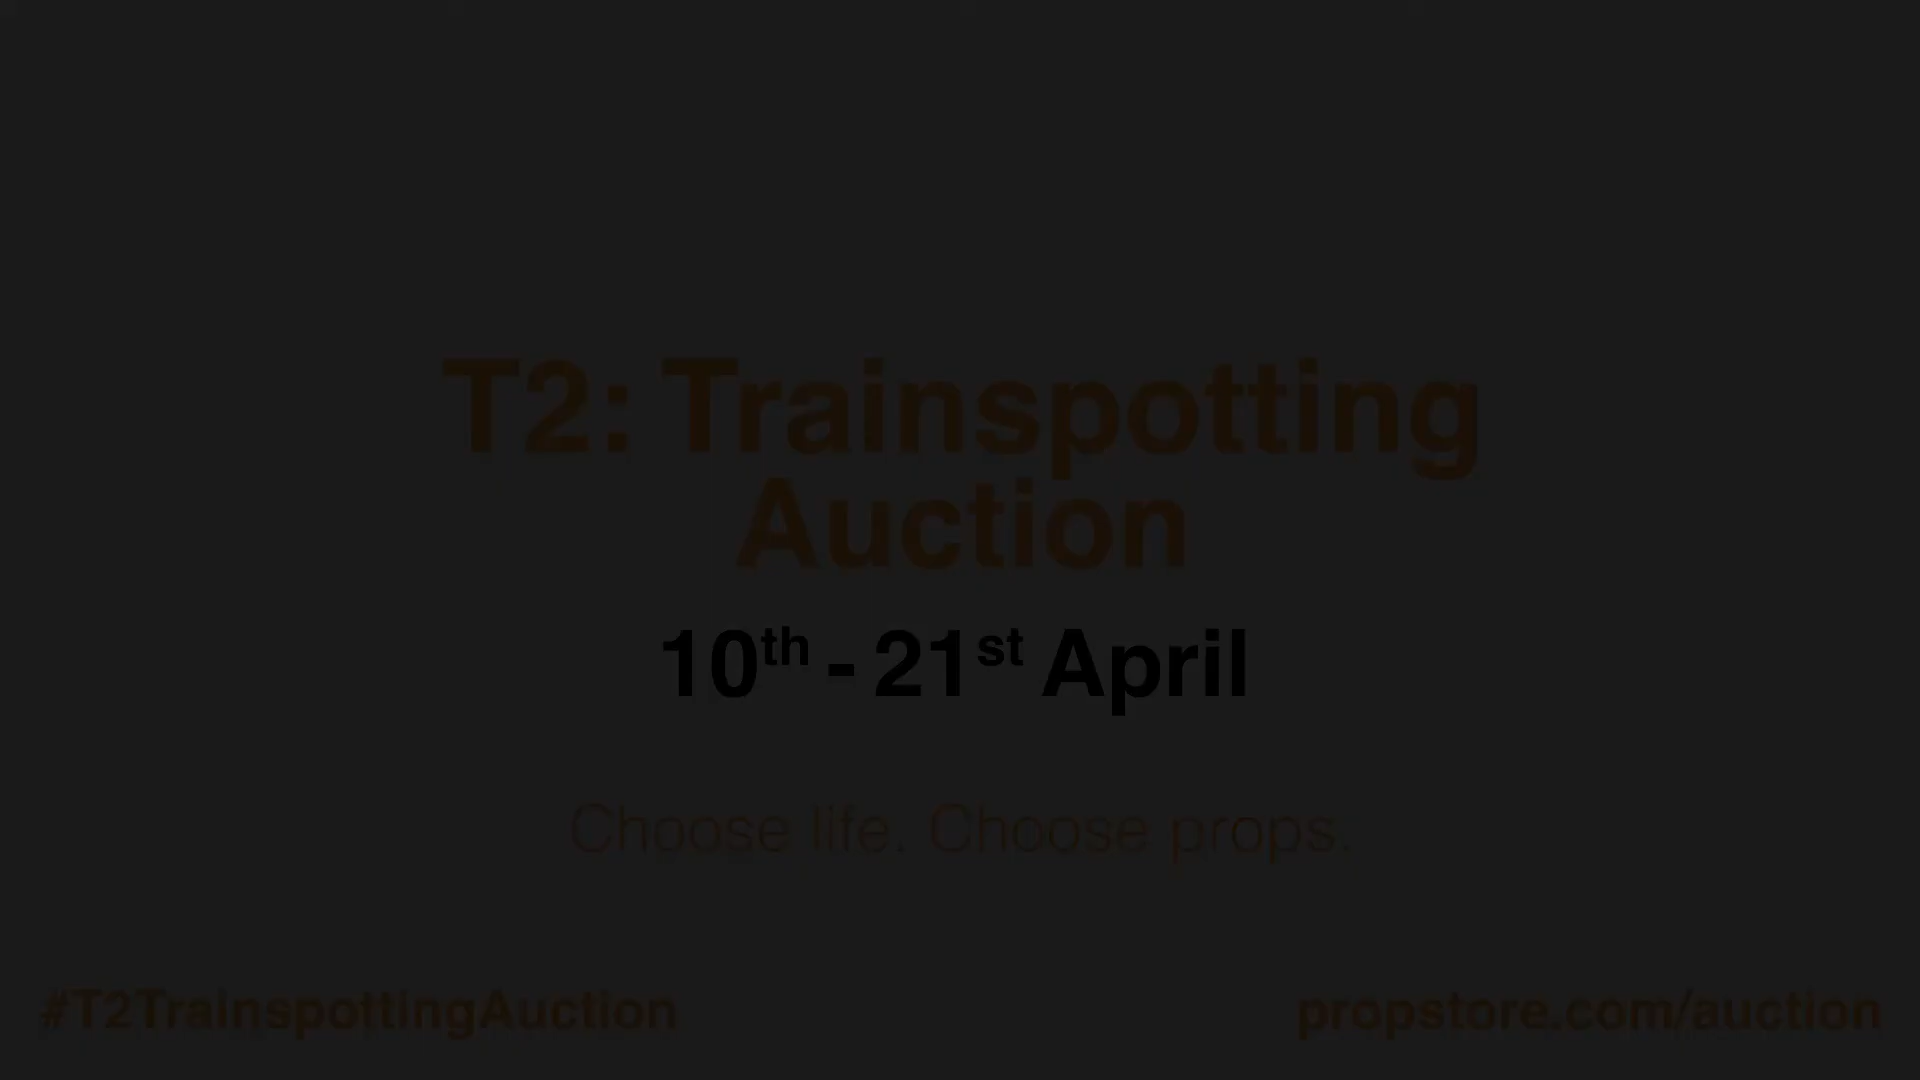 T2: Trainspotting
Auction
10th - 21st April
Choose life. Choose props.
#T2TrainspottingAuction
propstore.com/auction